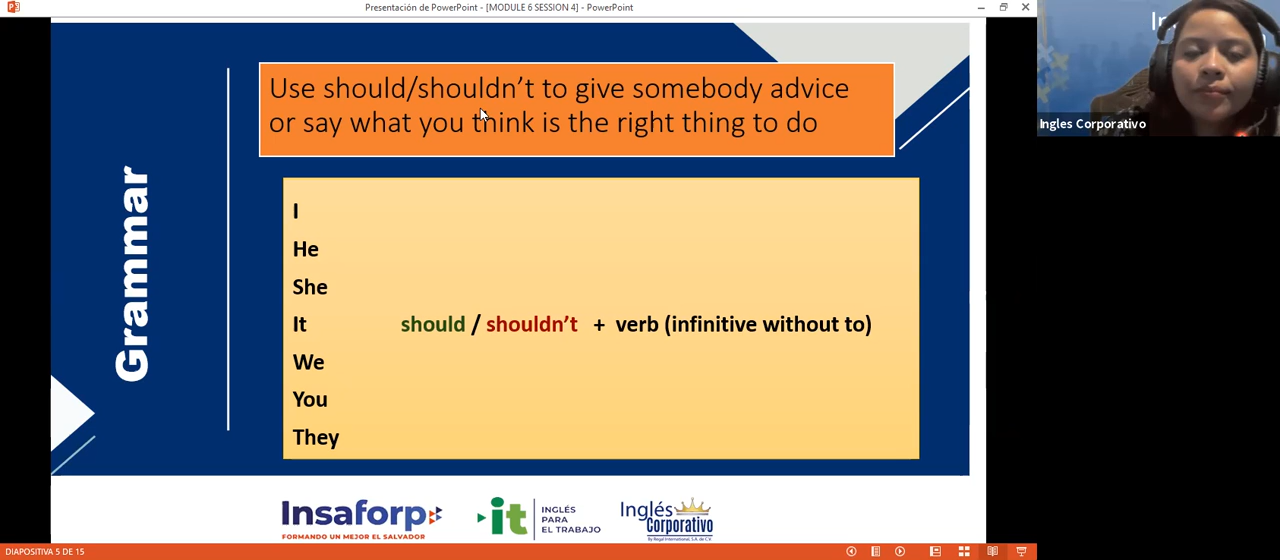 Presentación de PowerPoint - [MODULE 6 SESSION 4] - PowerPoint
Ingles Corporativo
Use should/shouldn't to give somebody advice
or say what you think is the right thing to do
Grammar
I
He
She
It should / shouldn't + verb (infinitive without to)
We
You
They
Insaforp
FORMANDO UN MEJOR EL SALVADOR
it
INGLÉS
PARA
EL TRABAJO
Inglés
Corporativo
DIAPOSITIVA 5 DE 15